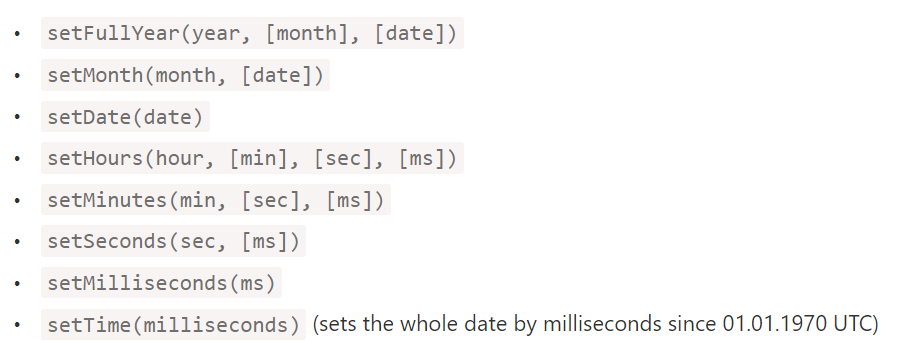 • setFullYear(year, [month], [date])
• setMonth(month, [date])
• setDate(date)
• setHours(hour, [min], [sec], [ms])
• setMinutes(min, [sec], [ms])
• setSeconds(sec, [ms])
• setMilliseconds(ms)
• setTime(milliseconds) (sets the whole date by milliseconds since 01.01.1970 UTC)